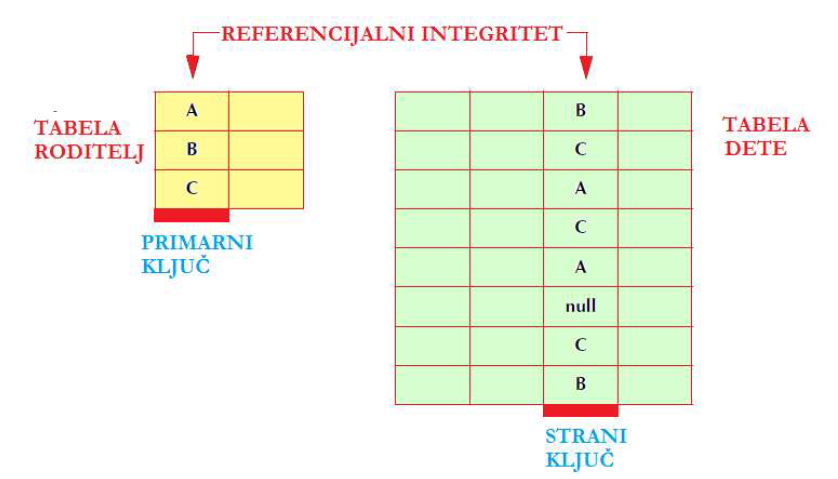 REFERENCIJALNI INTEGRITET
TABELA
RODITELJ
A
B
C
PRIMARNI
KLJUČ
B
C
A
C
A
null
C
B
STRANI
KLJUČ
TABELA
DETE